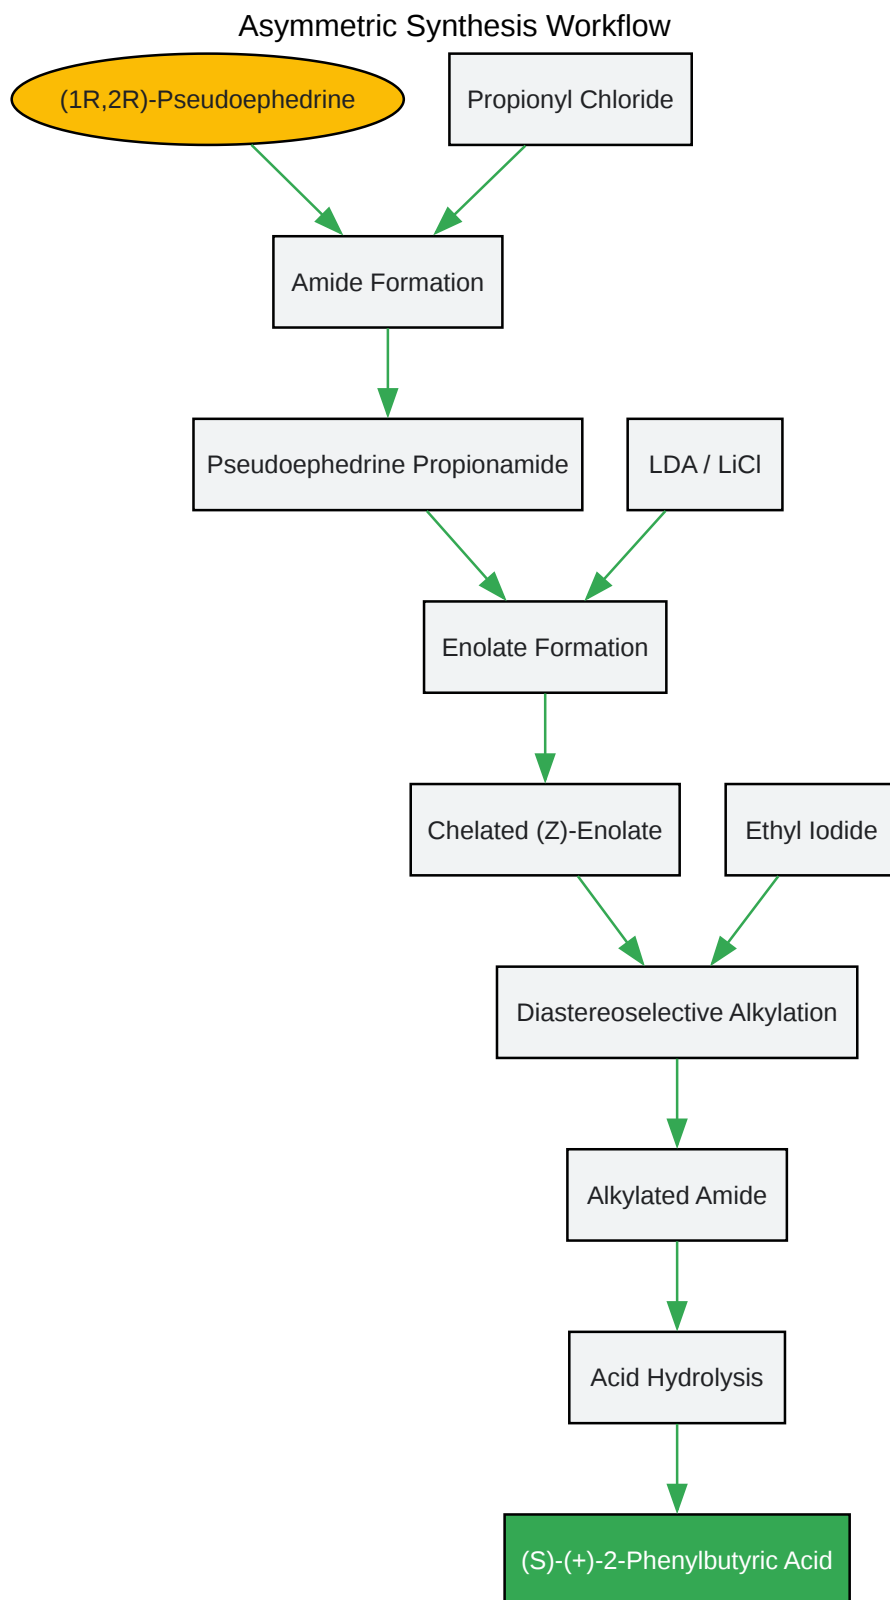 Asymmetric Synthesis Workflow
(1R,2R)-Pseudoephedrine
Propionyl Chloride
Amide Formation
Pseudoephedrine Propionamide
LDA / LiCl
Enolate Formation
Chelated (Z)-Enolate
Ethyl Iodide
Diastereoselective Alkylation
Alkylated Amide
Acid Hydrolysis
(S)-(+)-2-Phenylbutyric Acid